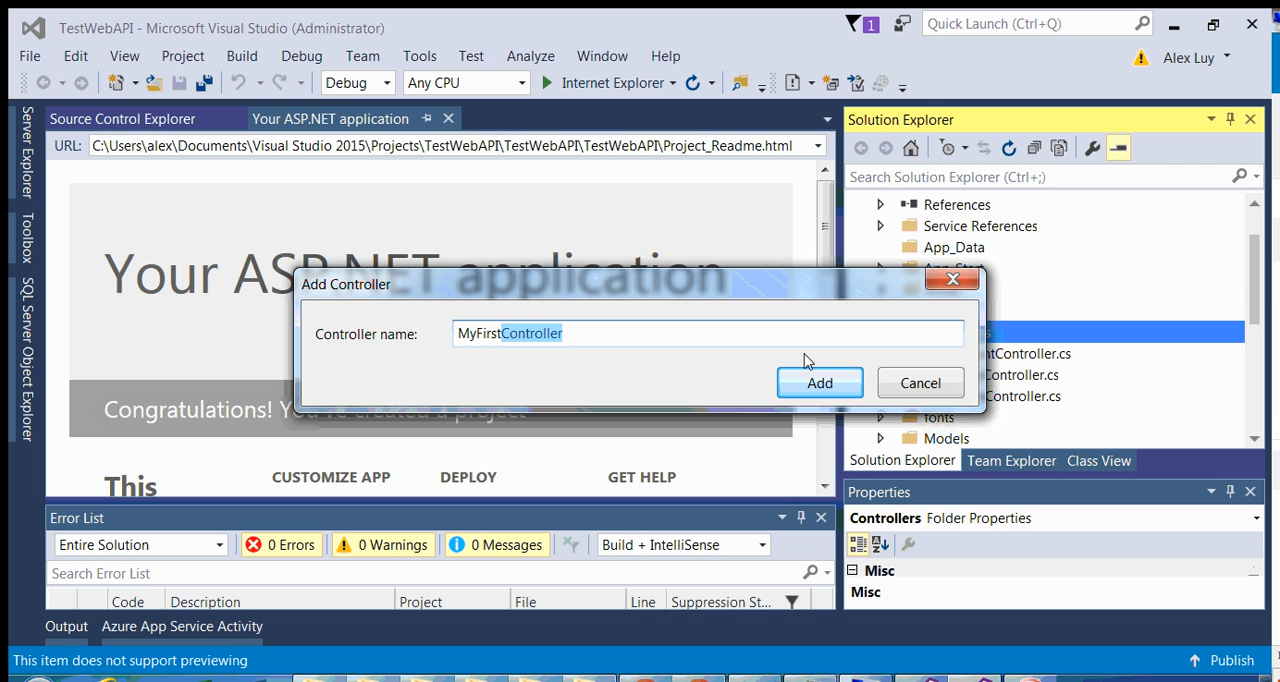 TestWebAPI - Microsoft Visual Studio (Administrator)
1
Quick Launch (Ctrl+Q)
File Edit View Project Build Debug Team Tools Test Analyze Window Help
Alex Luy
Debug Any CPU Internet Explorer
Server Explorer
Toolbox
SQL Server Object Explorer
Source Control Explorer Your ASP.NET application
URL: C:\Users\alex\Documents\Visual Studio 2015\Projects\TestWebAPI\TestWebAPI\TestWebAPI\Project_Readme.html
Your ASP.NET application
Congratulations! You've created a project
This
CUSTOMIZE APP DEPLOY GET HELP
Add Controller
Controller name: MyFirstController
Add Cancel
Solution Explorer
Search Solution Explorer (Ctrl+;)
References
Service References
App_Data
App_Start
ntController.cs
Controller.cs
Controller.cs
fonts
Models
Solution Explorer Team Explorer Class View
Properties
Controllers Folder Properties
Misc
Misc
Error List
Entire Solution 0 Errors 0 Warnings 0 Messages Build + IntelliSense
Search Error List
Code Description Project File Line Suppression St...
Output Azure App Service Activity
This item does not support previewing
Publish